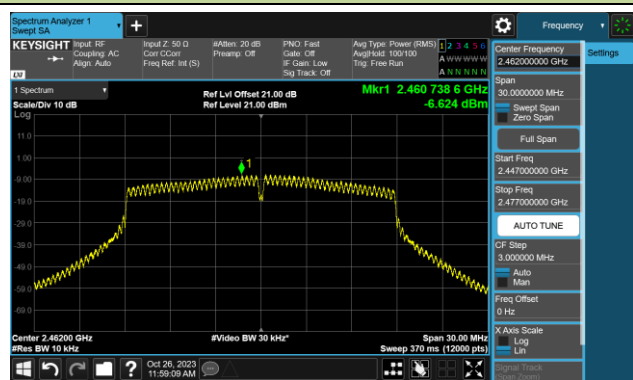 Spectrum Analyzer 1
Swept SA
+
Frequency
KEYSIGHT
Input: RF
Coupling: AC
Align: Auto
Input Z: 50 Ω
Corr CCorr
Freq Ref: Int (S)
#Atten: 20 dB
Preamp: Off
PNO: Fast
Gate: Off
IF Gain: Low
Sig Track: Off
Avg Type: Power (RMS)
Avg|Hold: 100/100
Trig: Free Run
1 2 3 4 5 6
A W W W W W
A N N N N N
LXI
1 Spectrum
Scale/Div 10 dB
Log
Ref Lvl Offset 21.00 dB
Ref Level 21.00 dBm
Mkr1 2.460 738 6 GHz
-6.624 dBm
11.0
1.00
-9.00
-19.0
-29.0
-39.0
-49.0
-59.0
-69.0
1
Center 2.46200 GHz
#Res BW 10 kHz
#Video BW 30 kHz*
Span 30.00 MHz
Sweep 370 ms (12000 pts)
Center Frequency
2.462000000 GHz
Settings
Span
30.0000000 MHz
Swept Span
Zero Span
Full Span
Start Freq
2.447000000 GHz
Stop Freq
2.477000000 GHz
AUTO TUNE
CF Step
3.000000 MHz
Auto
Man
Freq Offset
0 Hz
X Axis Scale
Log
Lin
Signal Track
(Span Zoom)
?
Oct 26, 2023
11:59:09 AM